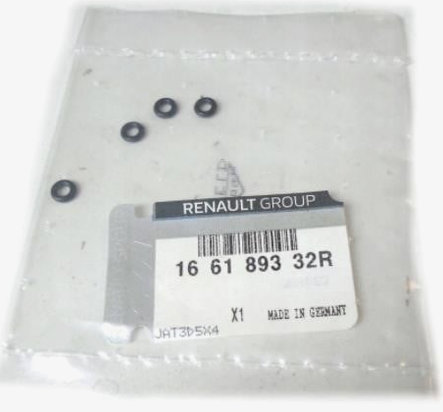 RENAULT GROUP
16 61 893 32R
X1 MADE IN GERMANY
JAT3D5X4